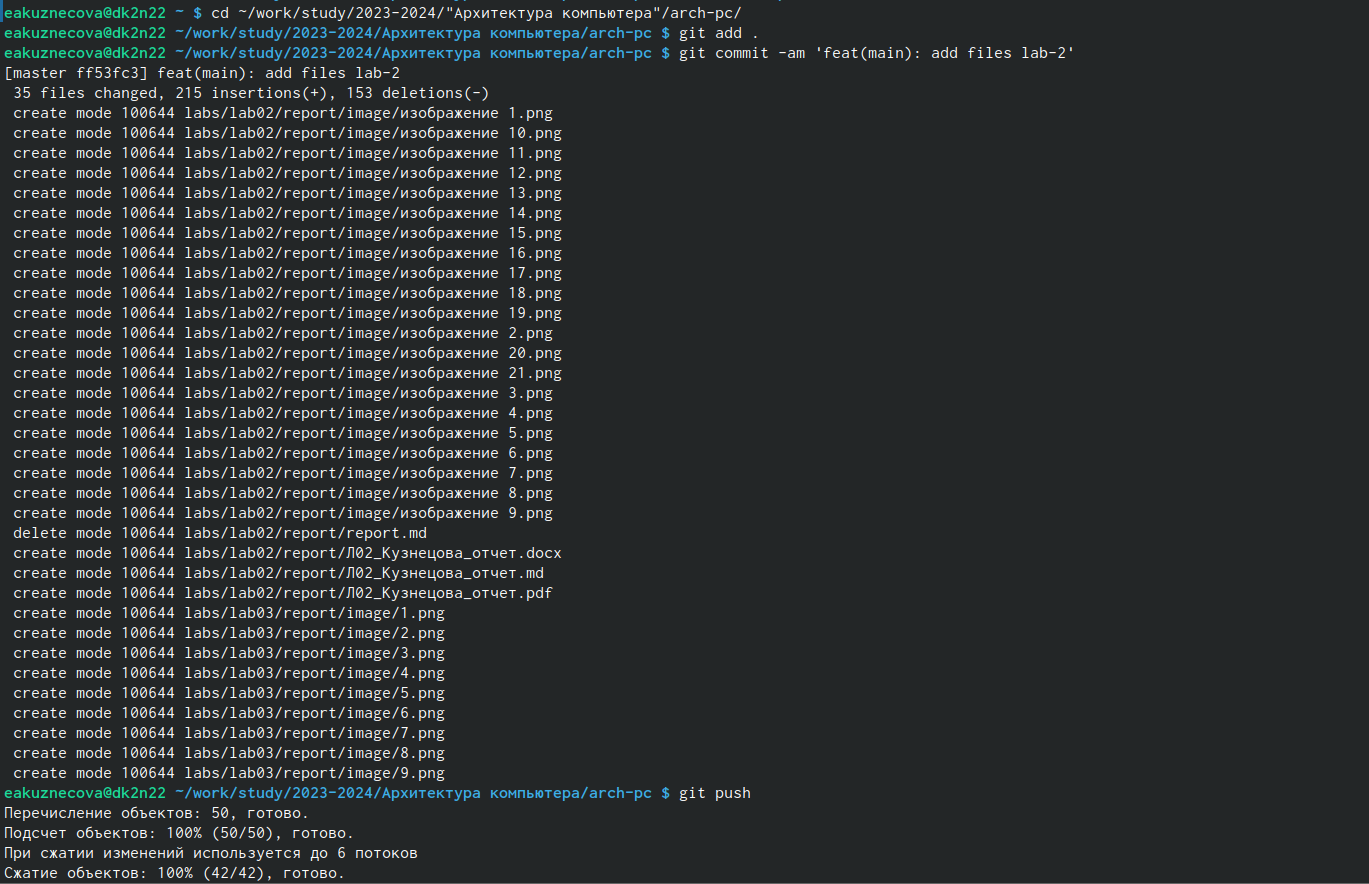 eakuznecova@dk2n22 ~ $ cd ~/work/study/2023-2024/"Архитектура компьютера"/arch-pc/
eakuznecova@dk2n22 ~/work/study/2023-2024/Архитектура компьютера/arch-pc $ git add .
eakuznecova@dk2n22 ~/work/study/2023-2024/Архитектура компьютера/arch-pc $ git commit -am 'feat(main): add files lab-2'
[master ff53fc3] feat(main): add files lab-2
 35 files changed, 215 insertions(+), 153 deletions(-)
 create mode 100644 labs/lab02/report/image/изображение 1.png
 create mode 100644 labs/lab02/report/image/изображение 10.png
 create mode 100644 labs/lab02/report/image/изображение 11.png
 create mode 100644 labs/lab02/report/image/изображение 12.png
 create mode 100644 labs/lab02/report/image/изображение 13.png
 create mode 100644 labs/lab02/report/image/изображение 14.png
 create mode 100644 labs/lab02/report/image/изображение 15.png
 create mode 100644 labs/lab02/report/image/изображение 16.png
 create mode 100644 labs/lab02/report/image/изображение 17.png
 create mode 100644 labs/lab02/report/image/изображение 18.png
 create mode 100644 labs/lab02/report/image/изображение 19.png
 create mode 100644 labs/lab02/report/image/изображение 2.png
 create mode 100644 labs/lab02/report/image/изображение 20.png
 create mode 100644 labs/lab02/report/image/изображение 21.png
 create mode 100644 labs/lab02/report/image/изображение 3.png
 create mode 100644 labs/lab02/report/image/изображение 4.png
 create mode 100644 labs/lab02/report/image/изображение 5.png
 create mode 100644 labs/lab02/report/image/изображение 6.png
 create mode 100644 labs/lab02/report/image/изображение 7.png
 create mode 100644 labs/lab02/report/image/изображение 8.png
 create mode 100644 labs/lab02/report/image/изображение 9.png
 delete mode 100644 labs/lab02/report/report.md
 create mode 100644 labs/lab02/report/Л02_Кузнецова_отчет.docx
 create mode 100644 labs/lab02/report/Л02_Кузнецова_отчет.md
 create mode 100644 labs/lab02/report/Л02_Кузнецова_отчет.pdf
 create mode 100644 labs/lab03/report/image/1.png
 create mode 100644 labs/lab03/report/image/2.png
 create mode 100644 labs/lab03/report/image/3.png
 create mode 100644 labs/lab03/report/image/4.png
 create mode 100644 labs/lab03/report/image/5.png
 create mode 100644 labs/lab03/report/image/6.png
 create mode 100644 labs/lab03/report/image/7.png
 create mode 100644 labs/lab03/report/image/8.png
 create mode 100644 labs/lab03/report/image/9.png
eakuznecova@dk2n22 ~/work/study/2023-2024/Архитектура компьютера/arch-pc $ git push
Перечисление объектов: 50, готово.
Подсчет объектов: 100% (50/50), готово.
При сжатии изменений используется до 6 потоков
Сжатие объектов: 100% (42/42), готово.